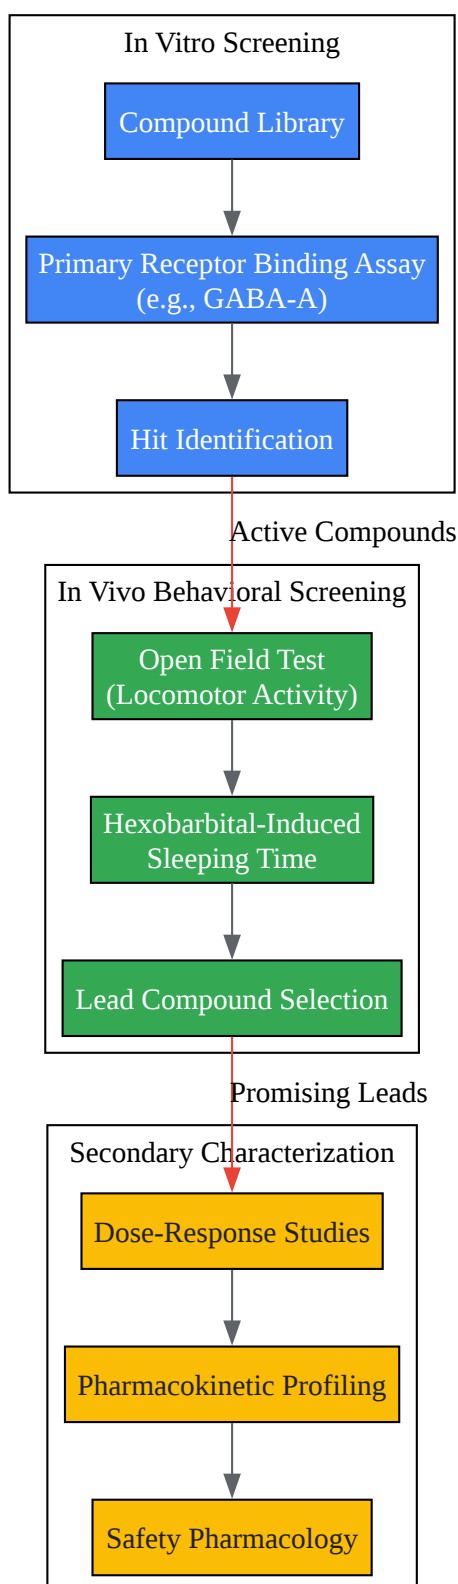 In Vitro Screening
Compound Library
Primary Receptor Binding Assay
(e.g., GABA-A)
Hit Identification
Active Compounds
In Vivo Behavioral Screening
Open Field Test
(Locomotor Activity)
Hexobarbital-Induced
Sleeping Time
Lead Compound Selection
Promising Leads
Secondary Characterization
Dose-Response Studies
Pharmacokinetic Profiling
Safety Pharmacology